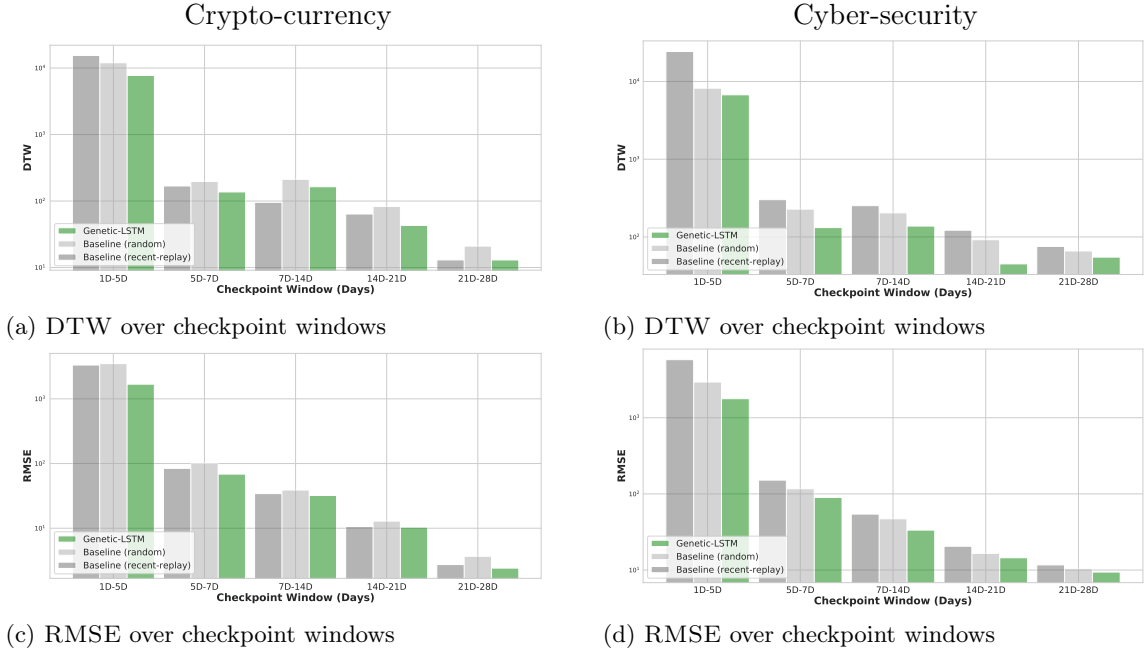 Crypto-currency
Cyber-security
DTW
10⁴
10³
10²
10¹
Genetic-LSTM
Baseline (random)
Baseline (recent-replay)
1D-5D 5D-7D 7D-14D 14D-21D 21D-28D
Checkpoint Window (Days)
(a) DTW over checkpoint windows
DTW
10⁴
10³
10²
Genetic-LSTM
Baseline (random)
Baseline (recent-replay)
1D-5D 5D-7D 7D-14D 14D-21D 21D-28D
Checkpoint Window (Days)
(b) DTW over checkpoint windows
RMSE
10³
10²
10¹
Genetic-LSTM
Baseline (random)
Baseline (recent-replay)
1D-5D 5D-7D 7D-14D 14D-21D 21D-28D
Checkpoint Window (Days)
(c) RMSE over checkpoint windows
RMSE
10³
10²
10¹
Genetic-LSTM
Baseline (random)
Baseline (recent-replay)
1D-5D 5D-7D 7D-14D 14D-21D 21D-28D
Checkpoint Window (Days)
(d) RMSE over checkpoint windows